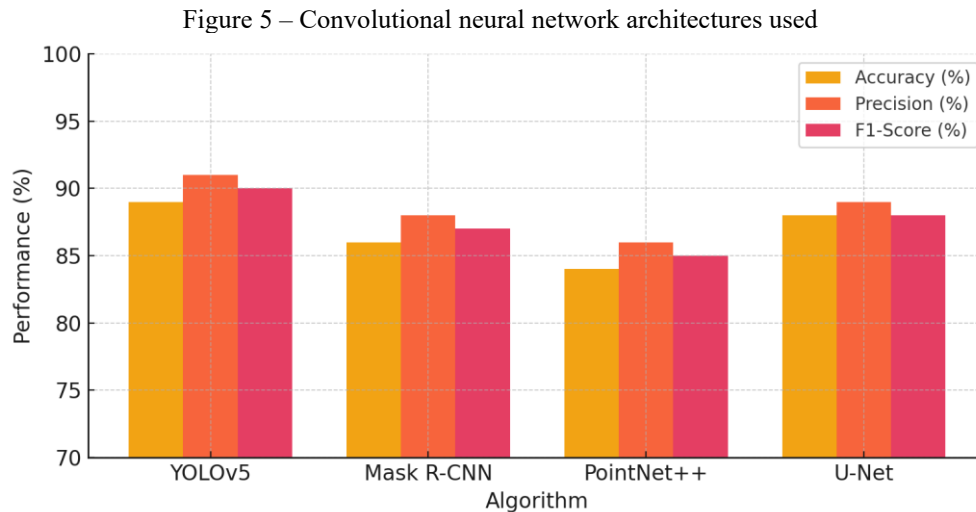 Figure 5 – Convolutional neural network architectures used
100
95
90
85
80
75
70
Performance (%)
Accuracy (%)
Precision (%)
F1-Score (%)
YOLOv5 Mask R-CNN PointNet++ U-Net
Algorithm